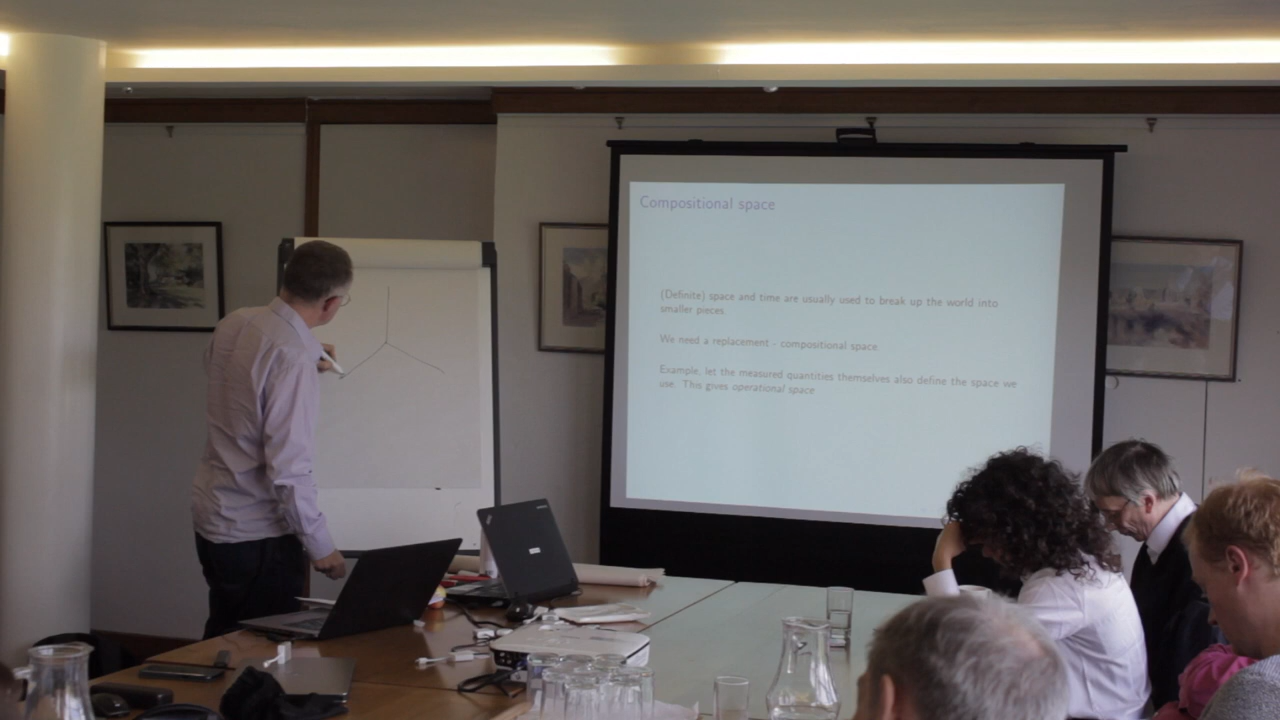 Compositional space
(Definite) space and time are usually used to break up the world into
smaller pieces.
We need a replacement - compositional space.
Example, let the measured quantities themselves also define the space we
use. This gives operational space